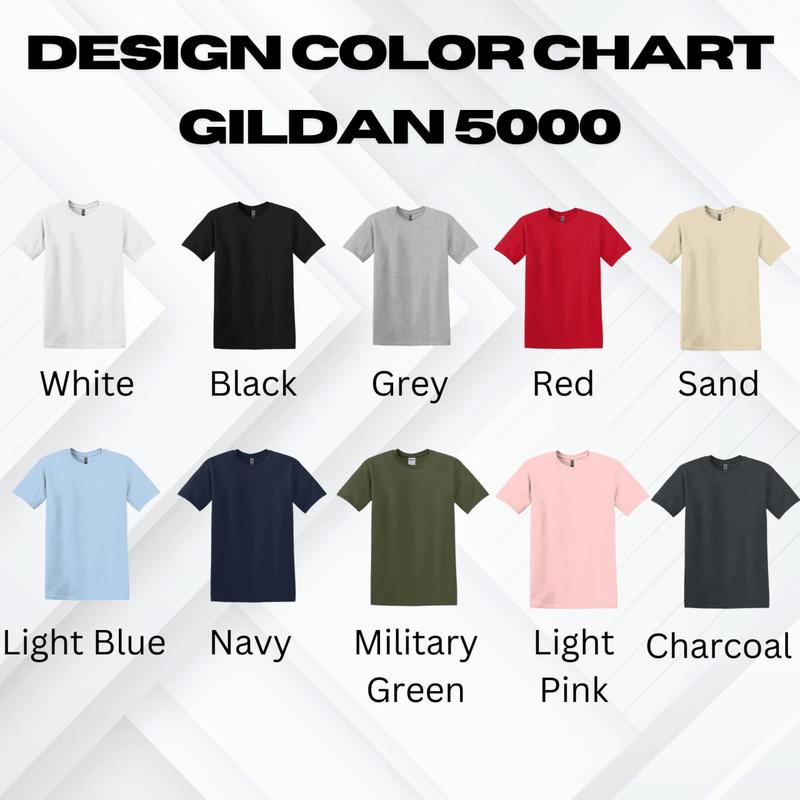 DESIGN COLOR CHART
GILDAN 5000
White Black Grey Red Sand
Light Blue Navy Military Green Light Pink Charcoal